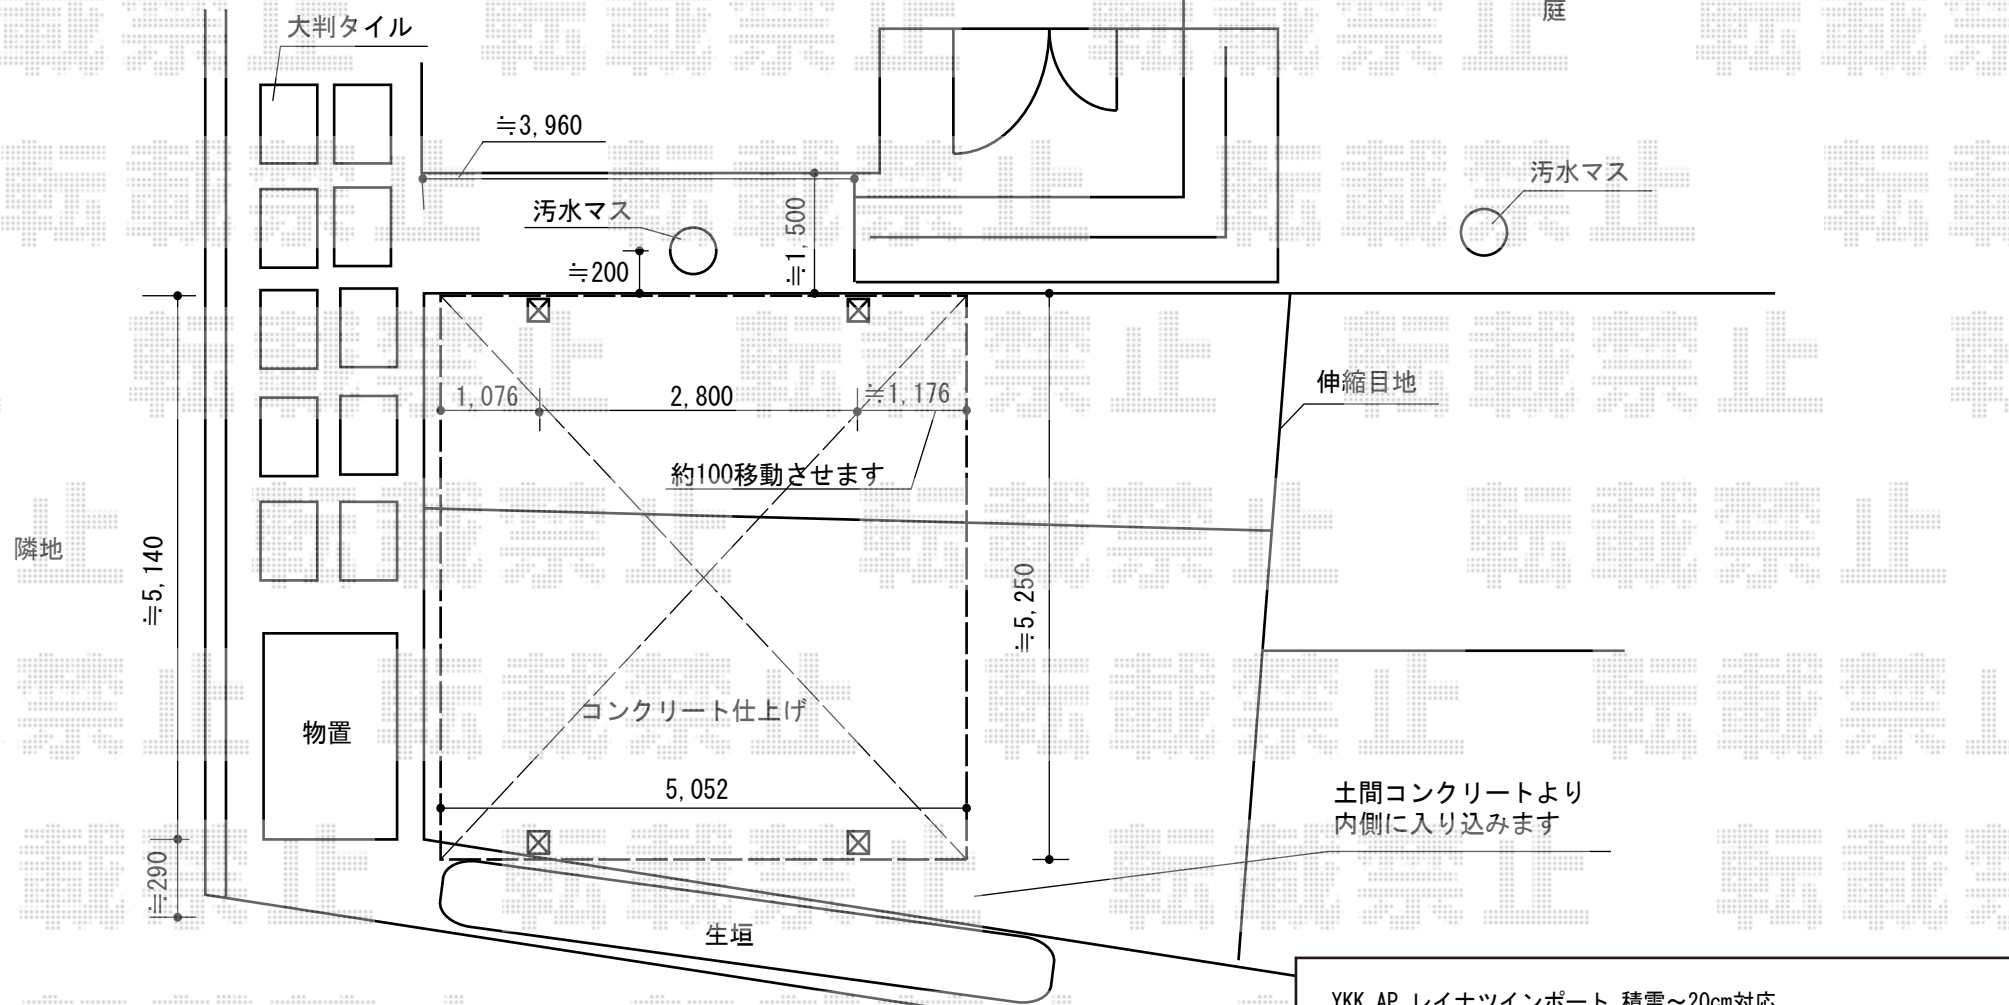 庭
大判タイル
≒3,960
汚水マス
汚水マス
≒1,500
≒200
伸縮目地
1,076
2,800
≒1,176
約100移動させます
隣地
≒5,140
≒5,250
コンクリート仕上げ
物置
5,052
土間コンクリートより
内側に入り込みます
≒290
生垣
YKK AP レイナツインポート 積雪~20cm対応
転載禁止